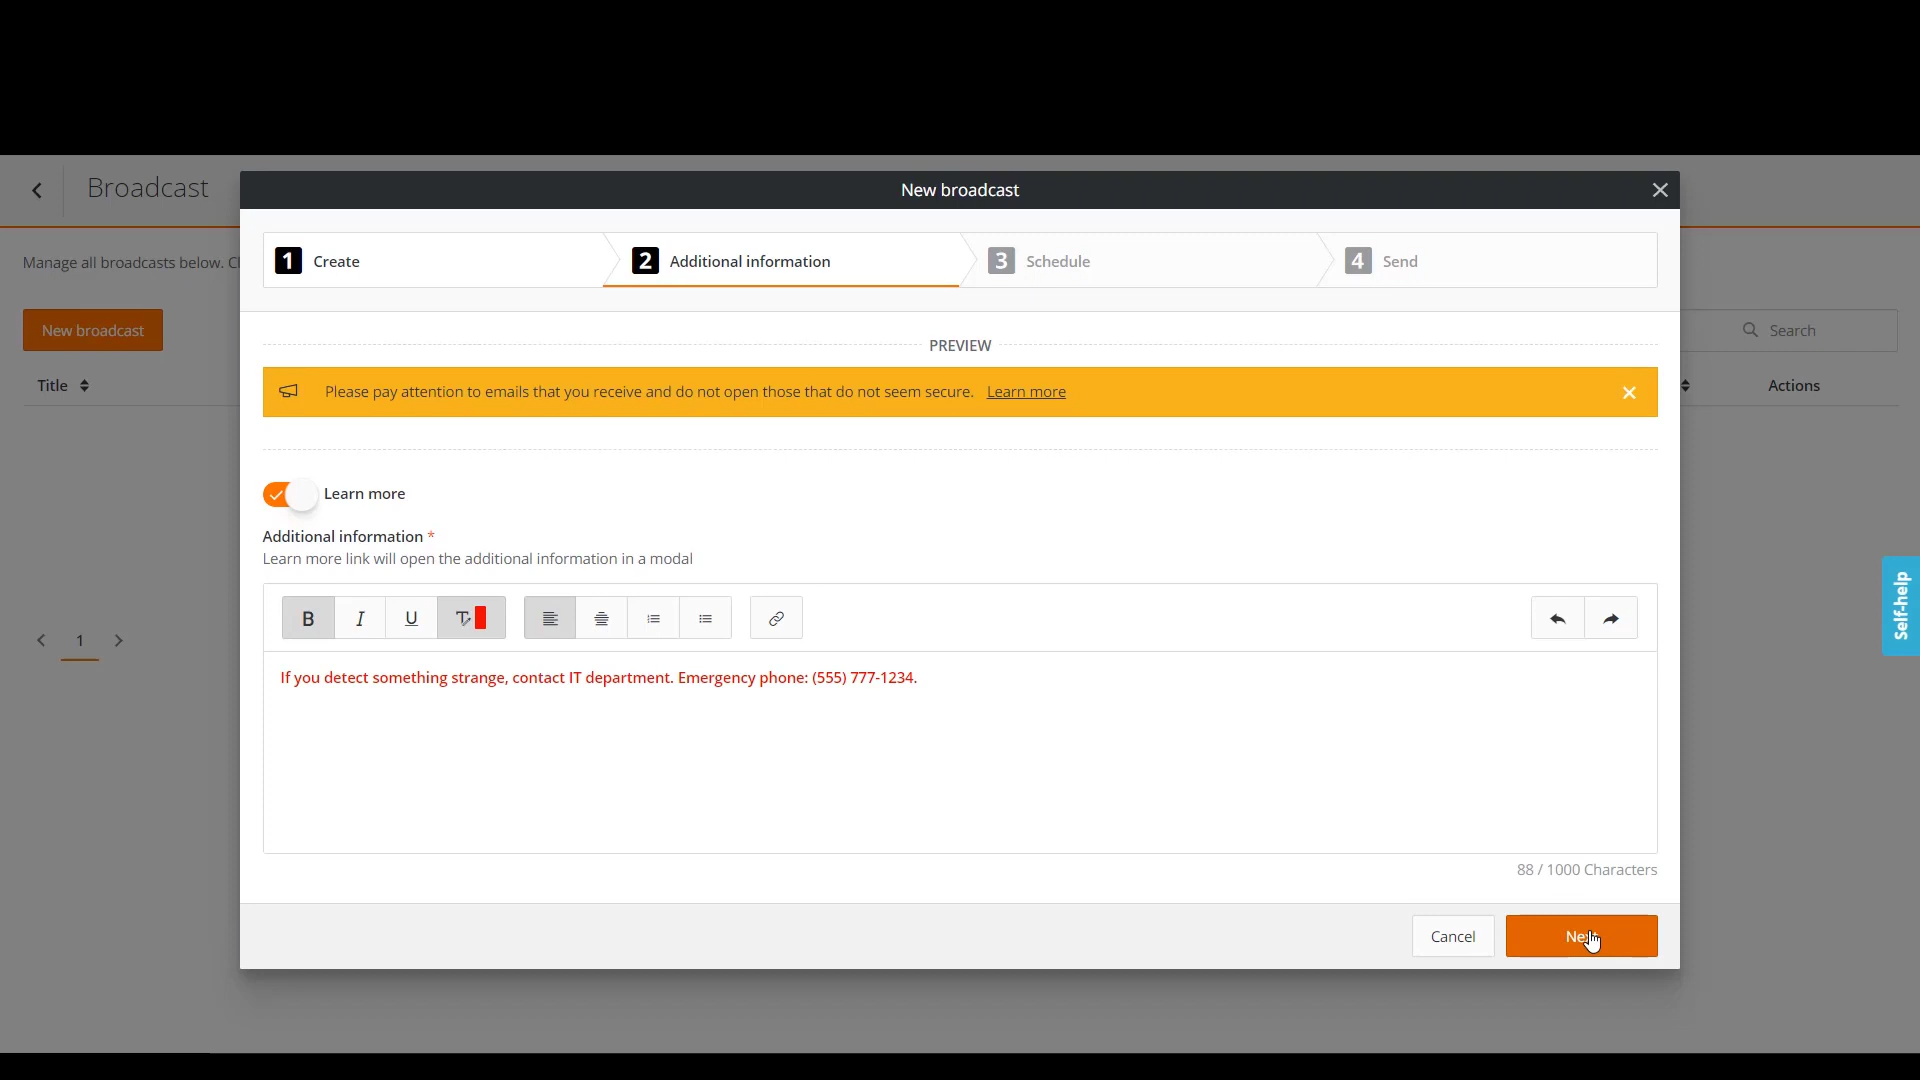 Broadcast
New broadcast
1 Create
2 Additional information
3 Schedule
4 Send
Manage all broadcasts below.
New broadcast
Search
PREVIEW
Title
Actions
Please pay attention to emails that you receive and do not open those that do not seem secure. Learn more
Learn more
Additional information *
Learn more link will open the additional information in a modal
B I U T
Self-help
1
If you detect something strange, contact IT department. Emergency phone: (555) 777-1234.
88 / 1000 Characters
Cancel